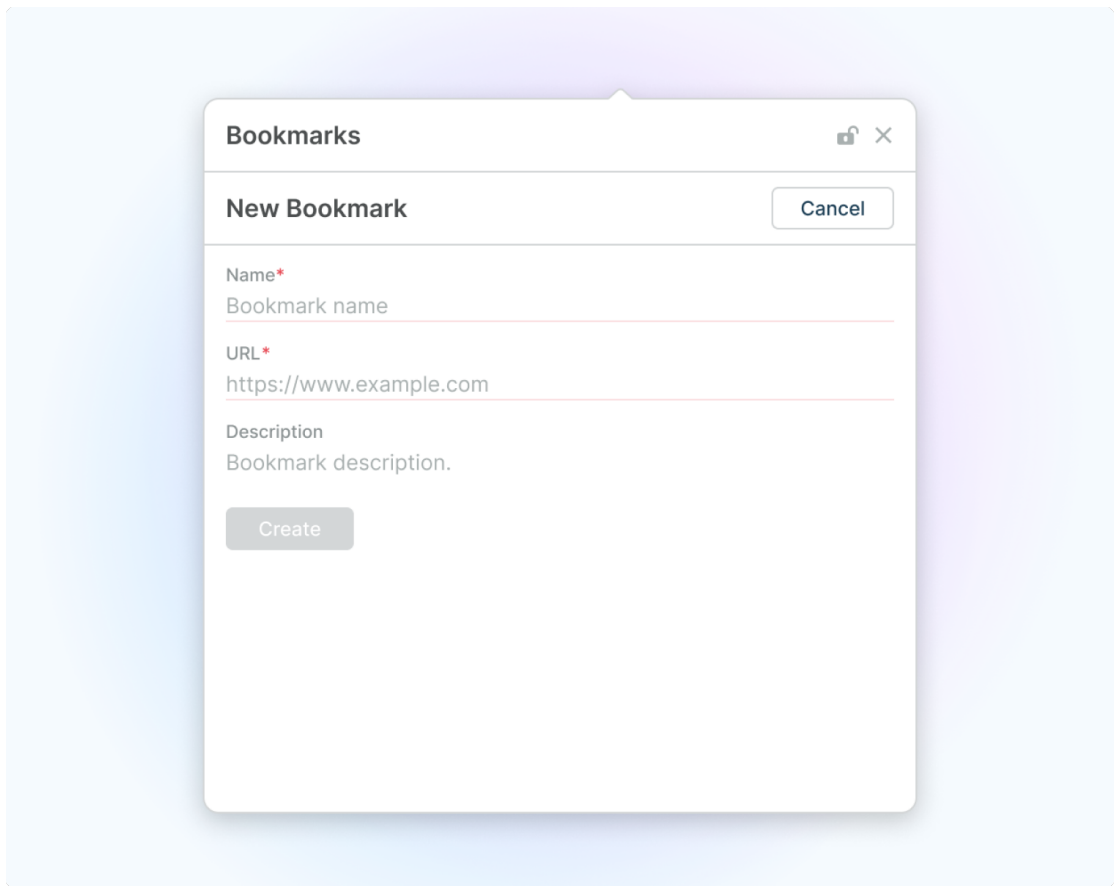 Bookmarks
New Bookmark
Cancel
Name*
Bookmark name
URL*
https://www.example.com
Description
Bookmark description.
Create